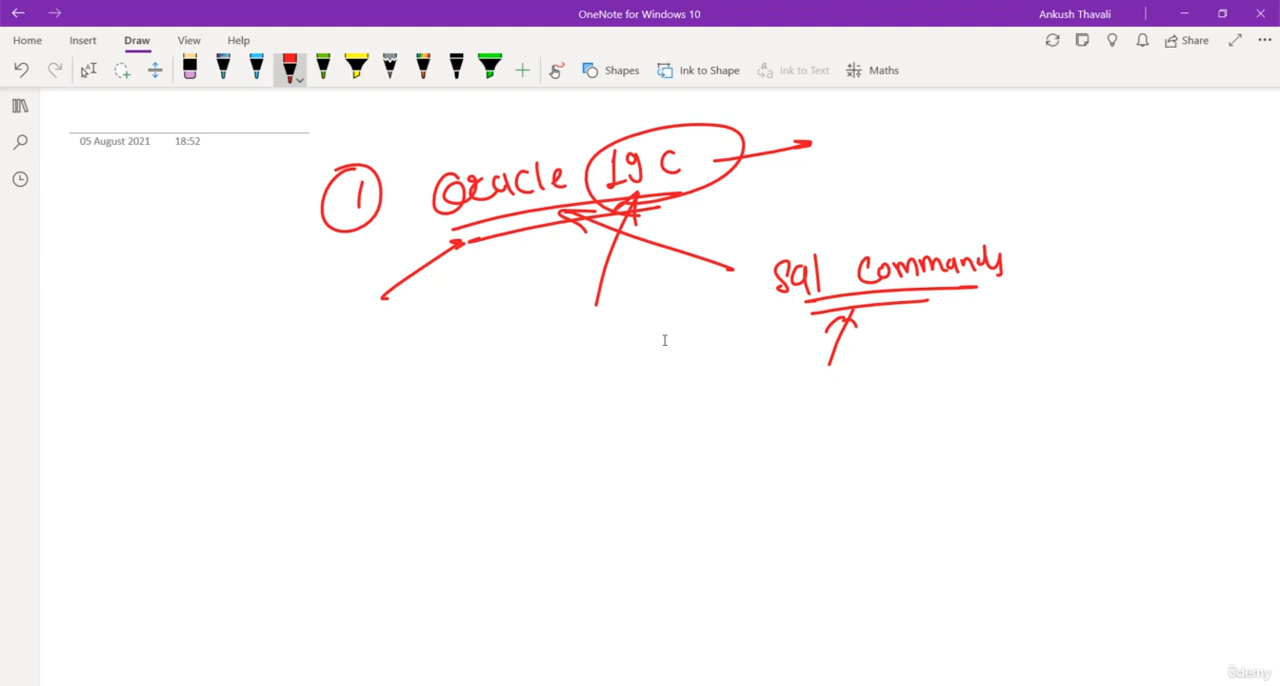 OneNote for Windows 10
Ankush Thavali
Home Insert Draw View Help
Share
Shapes Ink to Shape Ink to Text Maths
05 August 2021 18:52
1 Oracle 19 C
Sql Commands
ûdemy